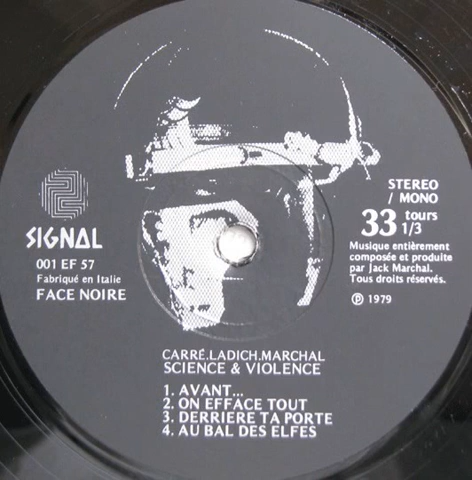 SIGNAL
001 EF 57
Fabriqué en Italie
FACE NOIRE
STEREO
/ MONO
33 tours
1/3
Musique entièrement
composée et produite
par Jack Marchal.
Tous droits réservés.
℗ 1979
CARRÉ.LADICH.MARCHAL
SCIENCE & VIOLENCE
1. AVANT...
2. ON EFFACE TOUT
3. DERRIERE TA PORTE
4. AU BAL DES ELFES